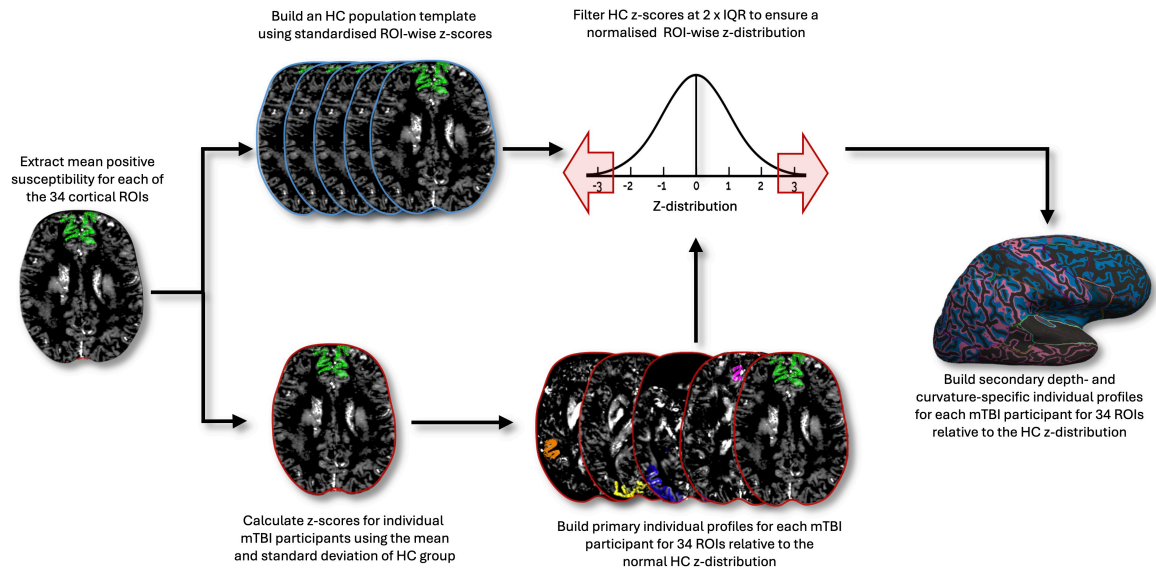 Build an HC population template
using standardised ROI-wise z-scores
Filter HC z-scores at 2 x IQR to ensure a
normalised ROI-wise z-distribution
Extract mean positive
susceptibility for each of
the 34 cortical ROIs
-3 -2 -1 0 1 2 3
Z-distribution
Build secondary depth- and
curvature-specific individual profiles
for each mTBI participant for 34 ROIs
relative to the HC z-distribution
Calculate z-scores for individual
mTBI participants using the mean
and standard deviation of HC group
Build primary individual profiles for each mTBI
participant for 34 ROIs relative to the
normal HC z-distribution